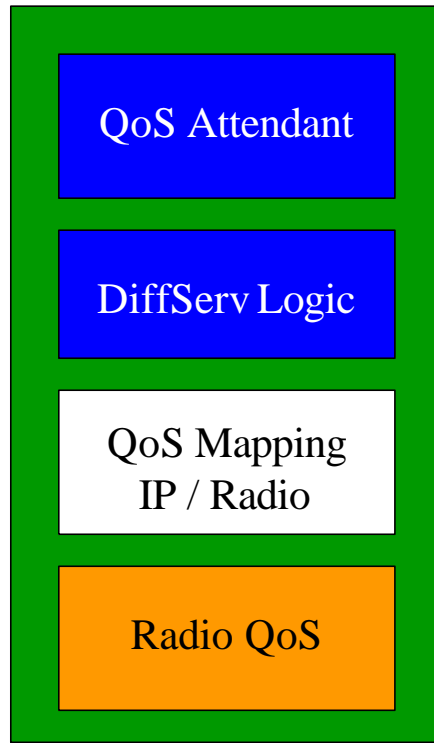 QoS Attendant
DiffServ Logic
QoS Mapping
IP / Radio
Radio QoS